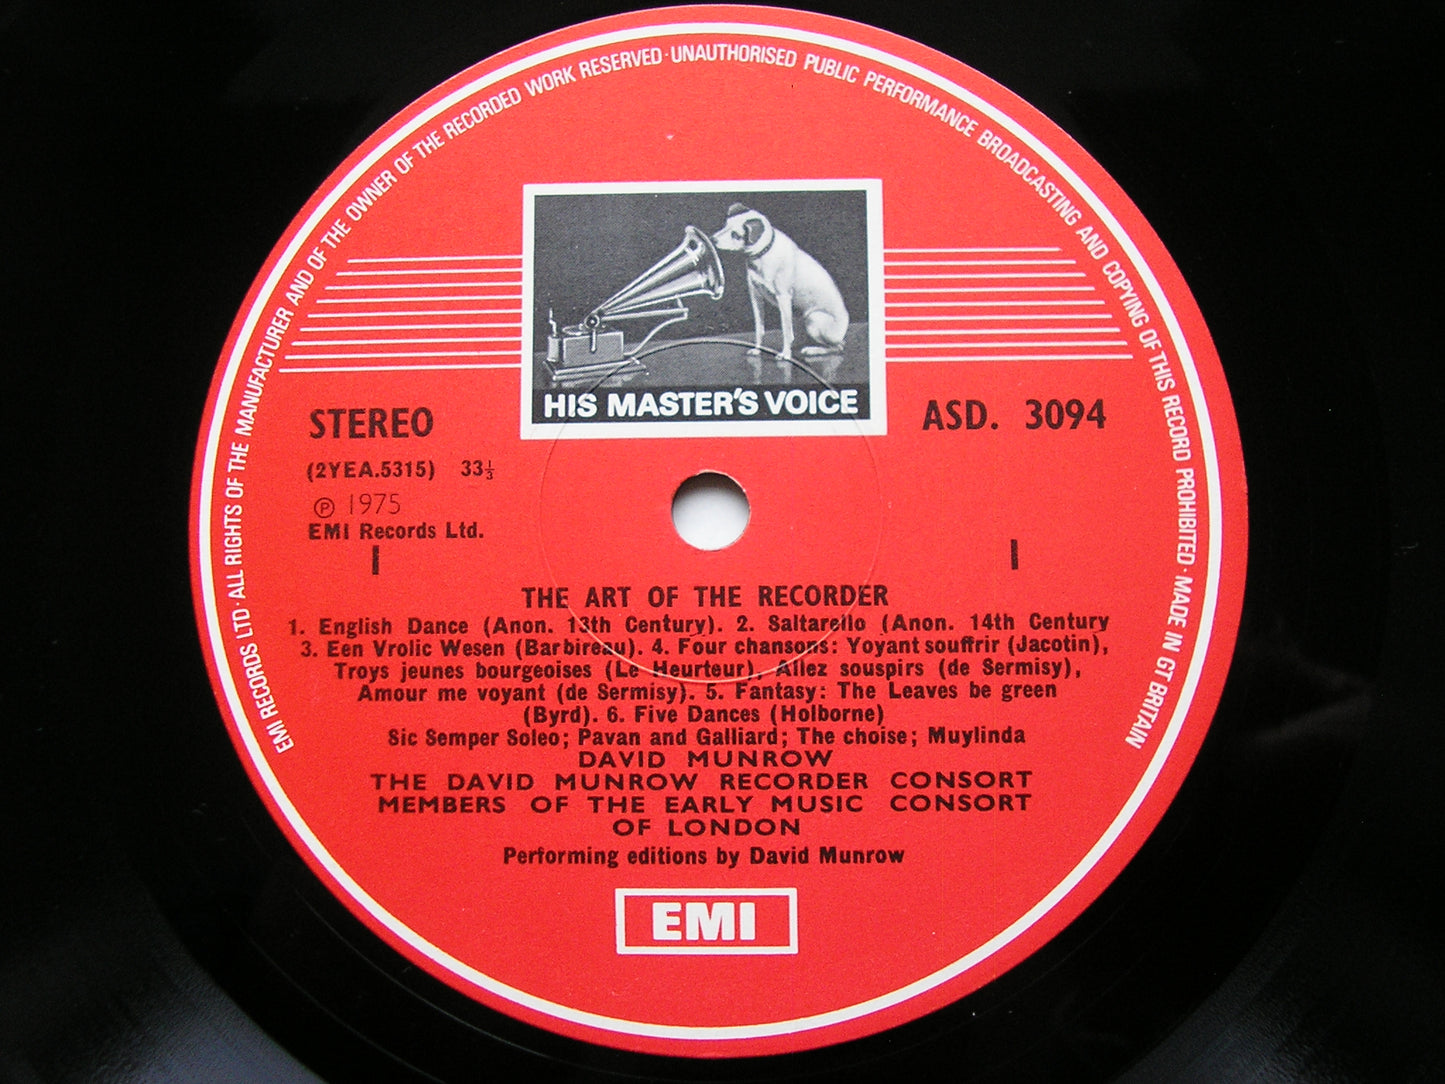 EMI RECORDS LTD · ALL RIGHTS OF THE MANUFACTURER AND OF THE OWNER OF THE RECORDED WORK RESERVED · UNAUTHORISED PUBLIC PERFORMANCE BROADCASTING AND COPYING OF THIS RECORD PROHIBITED · MADE IN GT BRITAIN
HIS MASTER'S VOICE
STEREO
ASD. 3094
(2YEA.5315) 33⅓
℗ 1975
EMI Records Ltd.
I I
THE ART OF THE RECORDER
1. English Dance (Anon. 13th Century). 2. Saltarello (Anon. 14th Century
3. Een Vrolic Wesen (Barbireau). 4. Four chansons: Voyant souffrir (Jacotin),
Troys jeunes bourgeoises (Le Heurteur), Allez souspirs (de Sermisy),
Amour me voyant (de Sermisy). 5. Fantasy: The Leaves be green
(Byrd). 6. Five Dances (Holborne)
Sic Semper Soleo; Pavan and Galliard; The choise; Muylinda
DAVID MUNROW
THE DAVID MUNROW RECORDER CONSORT
MEMBERS OF THE EARLY MUSIC CONSORT
OF LONDON
Performing editions by David Munrow
EMI